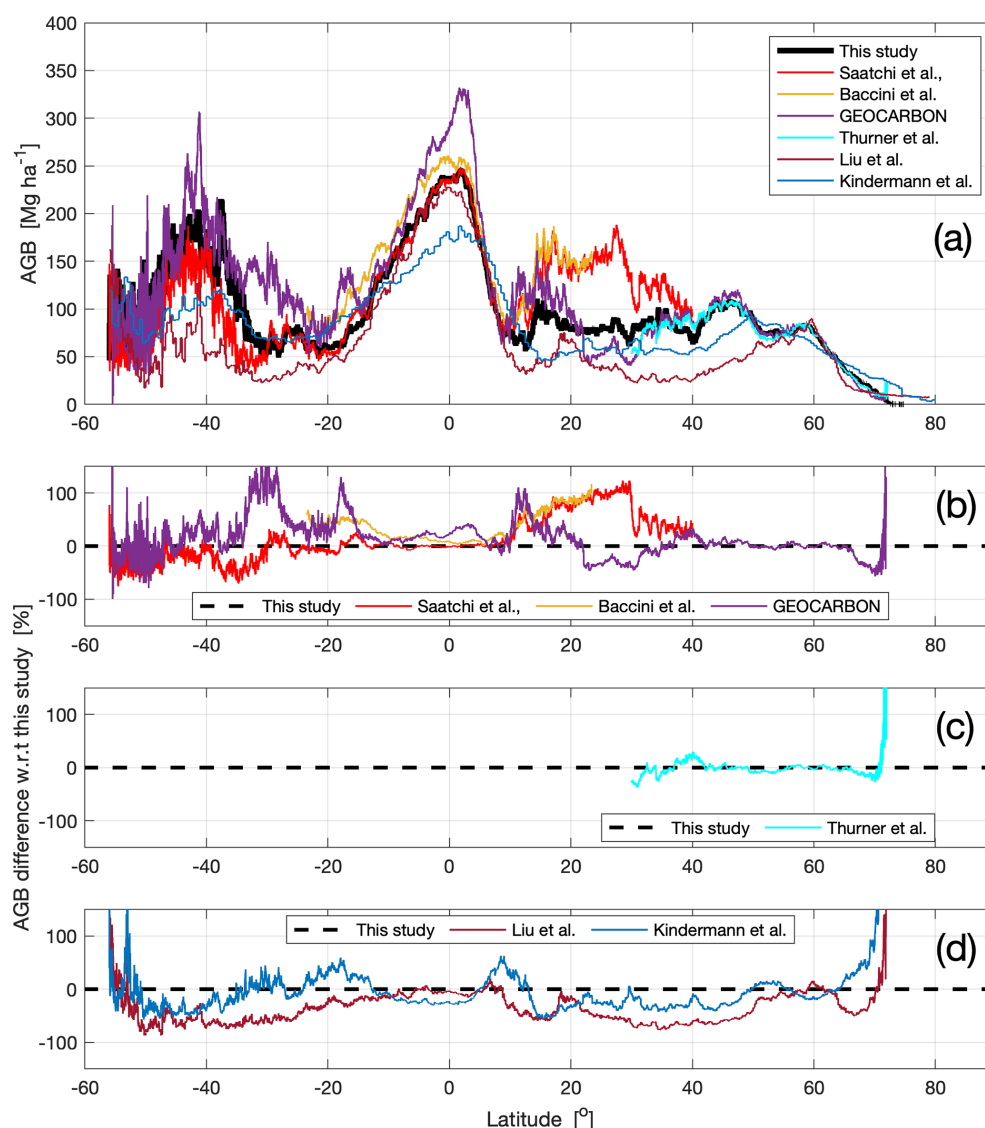 400
350
300
250
200
150
100
50
0
AGB [Mg ha⁻¹]
This study
Saatchi et al.,
Baccini et al.
GEOCARBON
Thurner et al.
Liu et al.
Kindermann et al.
(a)
-60 -40 -20 0 20 40 60 80
100
0
-100
(b)
This study Saatchi et al., Baccini et al. GEOCARBON
-60 -40 -20 0 20 40 60 80
AGB difference w.r.t this study [%]
100
0
-100
(c)
This study Thurner et al.
-60 -40 -20 0 20 40 60 80
This study Liu et al. Kindermann et al.
100
0
-100
(d)
-60 -40 -20 0 20 40 60 80
Latitude [°]